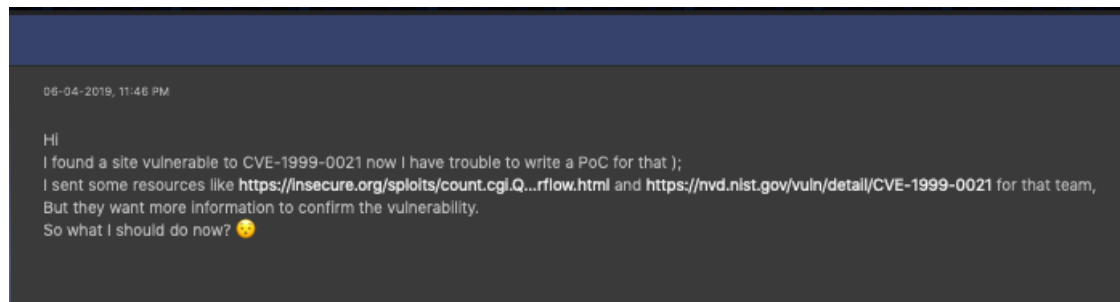 06-04-2019, 11:46 PM
Hi
I found a site vulnerable to CVE-1999-0021 now I have trouble to write a PoC for that );
I sent some resources like https://insecure.org/sploits/count.cgi.Q...rflow.html and https://nvd.nist.gov/vuln/detail/CVE-1999-0021 for that team,
But they want more information to confirm the vulnerability.
So what I should do now? 😯